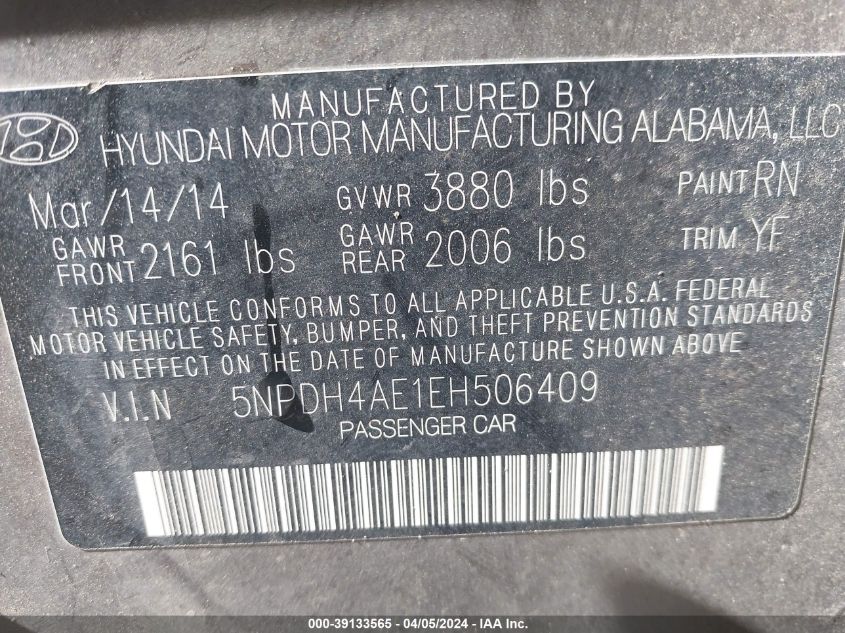 MANUFACTURED BY
HYUNDAI MOTOR MANUFACTURING ALABAMA, LLC
Mar/14/14 GVWR 3880 lbs PAINT RN
GAWR FRONT 2161 lbs GAWR REAR 2006 lbs TRIM YF
THIS VEHICLE CONFORMS TO ALL APPLICABLE U.S.A. FEDERAL
MOTOR VEHICLE SAFETY, BUMPER, AND THEFT PREVENTION STANDARDS
IN EFFECT ON THE DATE OF MANUFACTURE SHOWN ABOVE
V.I.N 5NPDH4AE1EH506409
PASSENGER CAR
000-39133565 - 04/05/2024 - IAA Inc.